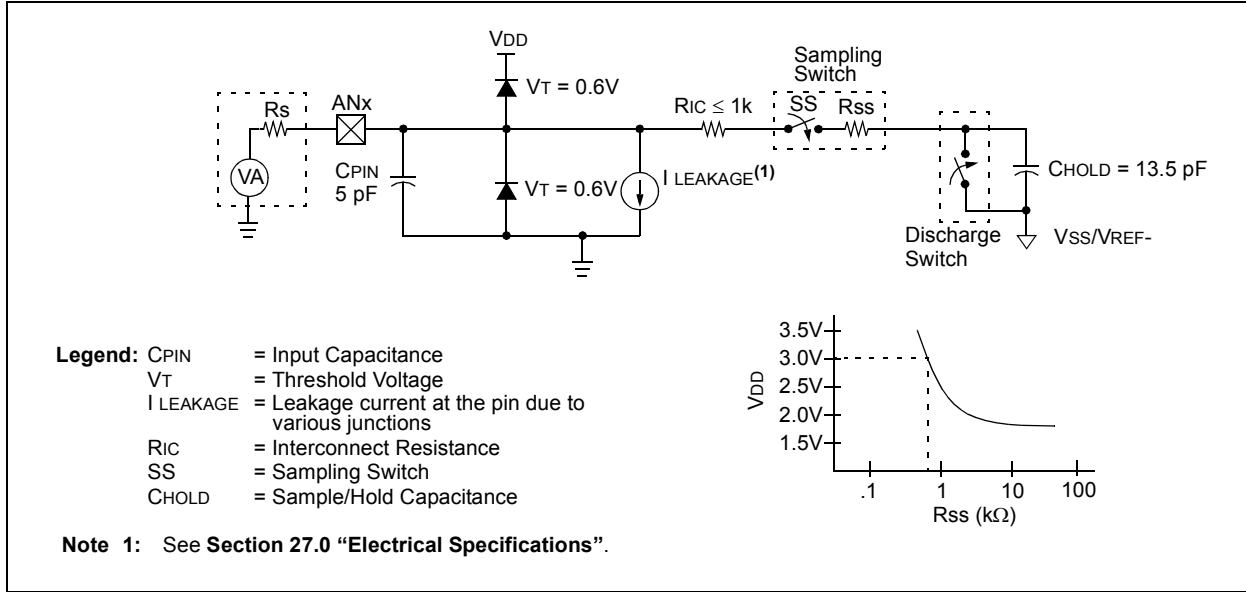 VDD
Sampling
Switch
VT = 0.6V
Rs
ANx
RIC ≤ 1k
SS
Rss
VA
CPIN
5 pF
VT = 0.6V
I LEAKAGE(1)
CHOLD = 13.5 pF
Discharge
Switch
VSS/VREF-
Legend: CPIN = Input Capacitance
VT = Threshold Voltage
I LEAKAGE = Leakage current at the pin due to
various junctions
RIC = Interconnect Resistance
SS = Sampling Switch
CHOLD = Sample/Hold Capacitance
3.5V
3.0V
2.5V
2.0V
1.5V
VDD
.1 1 10 100
Rss (kΩ)
Note 1: See Section 27.0 “Electrical Specifications”.